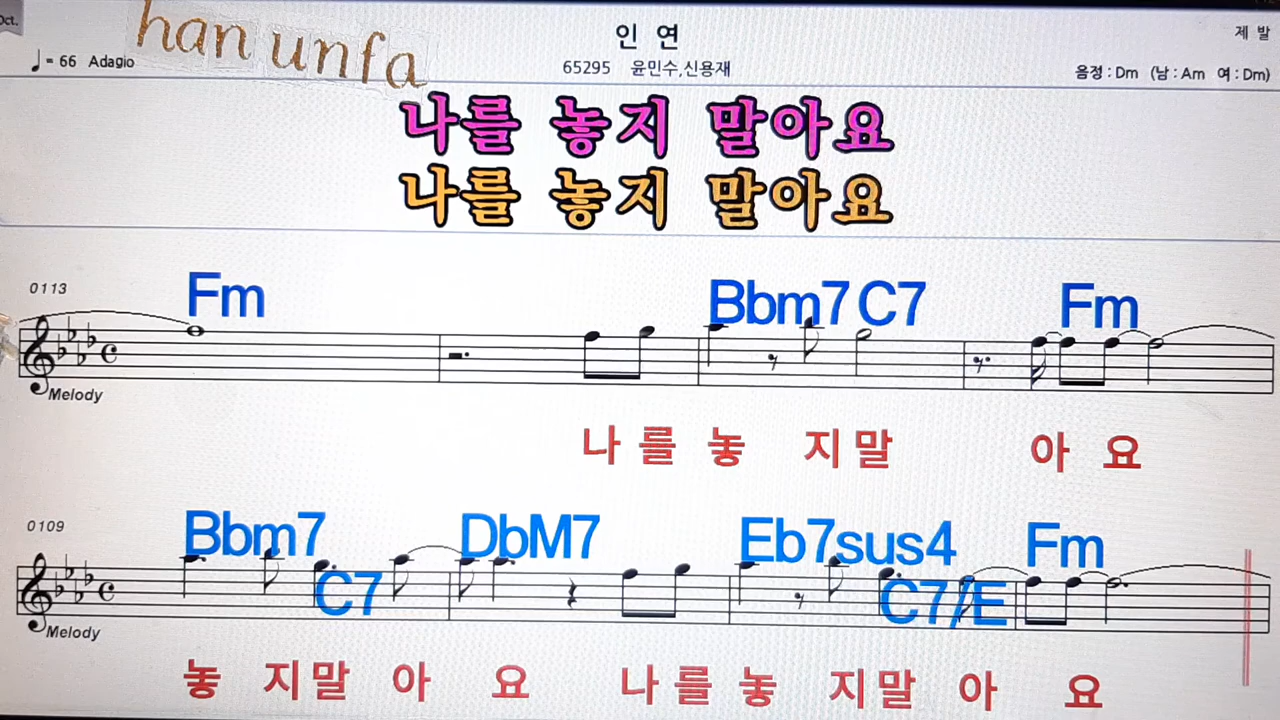 Oct.
han unfa
인 연
제 발
♩= 66 Adagio
65295 윤민수,신용재
음정 : Dm (남 : Am 여 : Dm)
나를 놓지 말아요
나를 놓지 말아요
0113
Fm Bbm7 C7 Fm
Melody
나 를 놓 지 말 아 요
0109
Bbm7 C7 DbM7 Eb7sus4 C7/E Fm
Melody
놓 지 말 아 요 나 를 놓 지 말 아 요